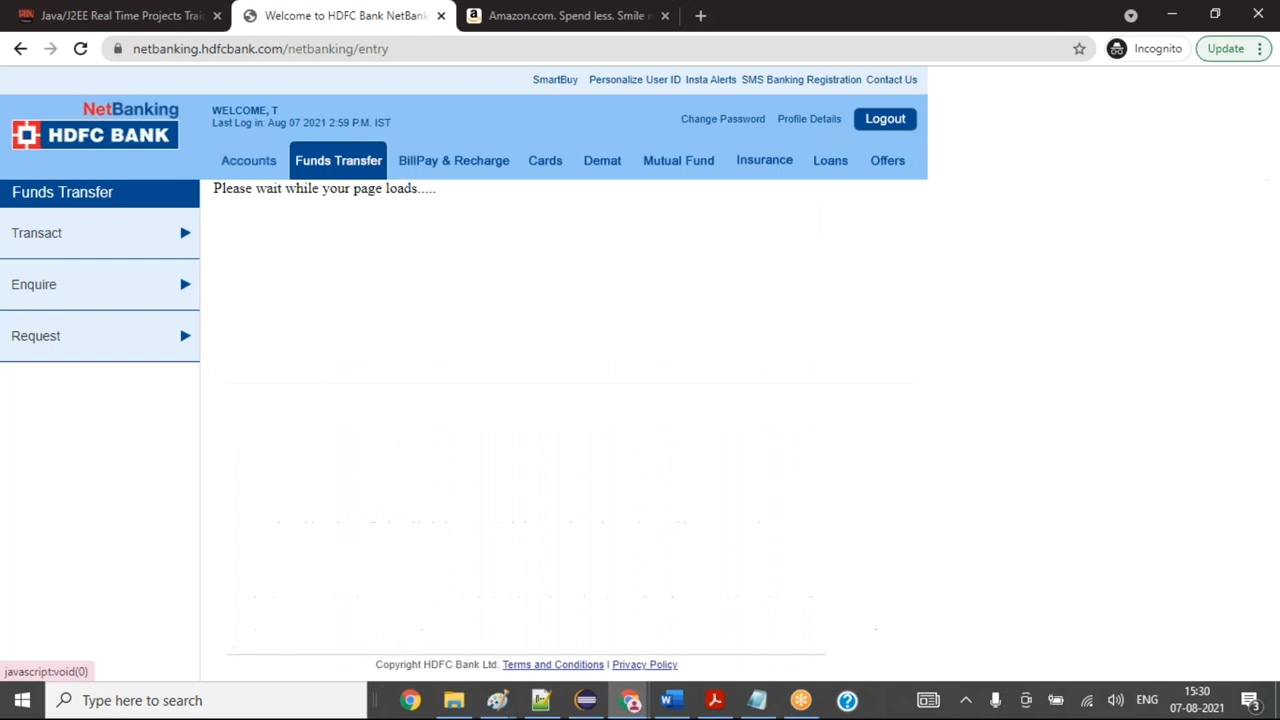 Java/J2EE Real Time Projects Trai
Welcome to HDFC Bank NetBank
Amazon.com. Spend less. Smile m
netbanking.hdfcbank.com/netbanking/entry
Incognito
Update
SmartBuy Personalize User ID Insta Alerts SMS Banking Registration Contact Us
NetBanking
HDFC BANK
WELCOME, T
Last Log in: Aug 07 2021 2:59 P.M. IST
Change Password Profile Details Logout
Accounts Funds Transfer BillPay & Recharge Cards Demat Mutual Fund Insurance Loans Offers
Funds Transfer
Please wait while your page loads.....
Transact
Enquire
Request
Copyright HDFC Bank Ltd. Terms and Conditions I Privacy Policy
javascript:void(0)
Type here to search
ENG
15:30
07-08-2021
3